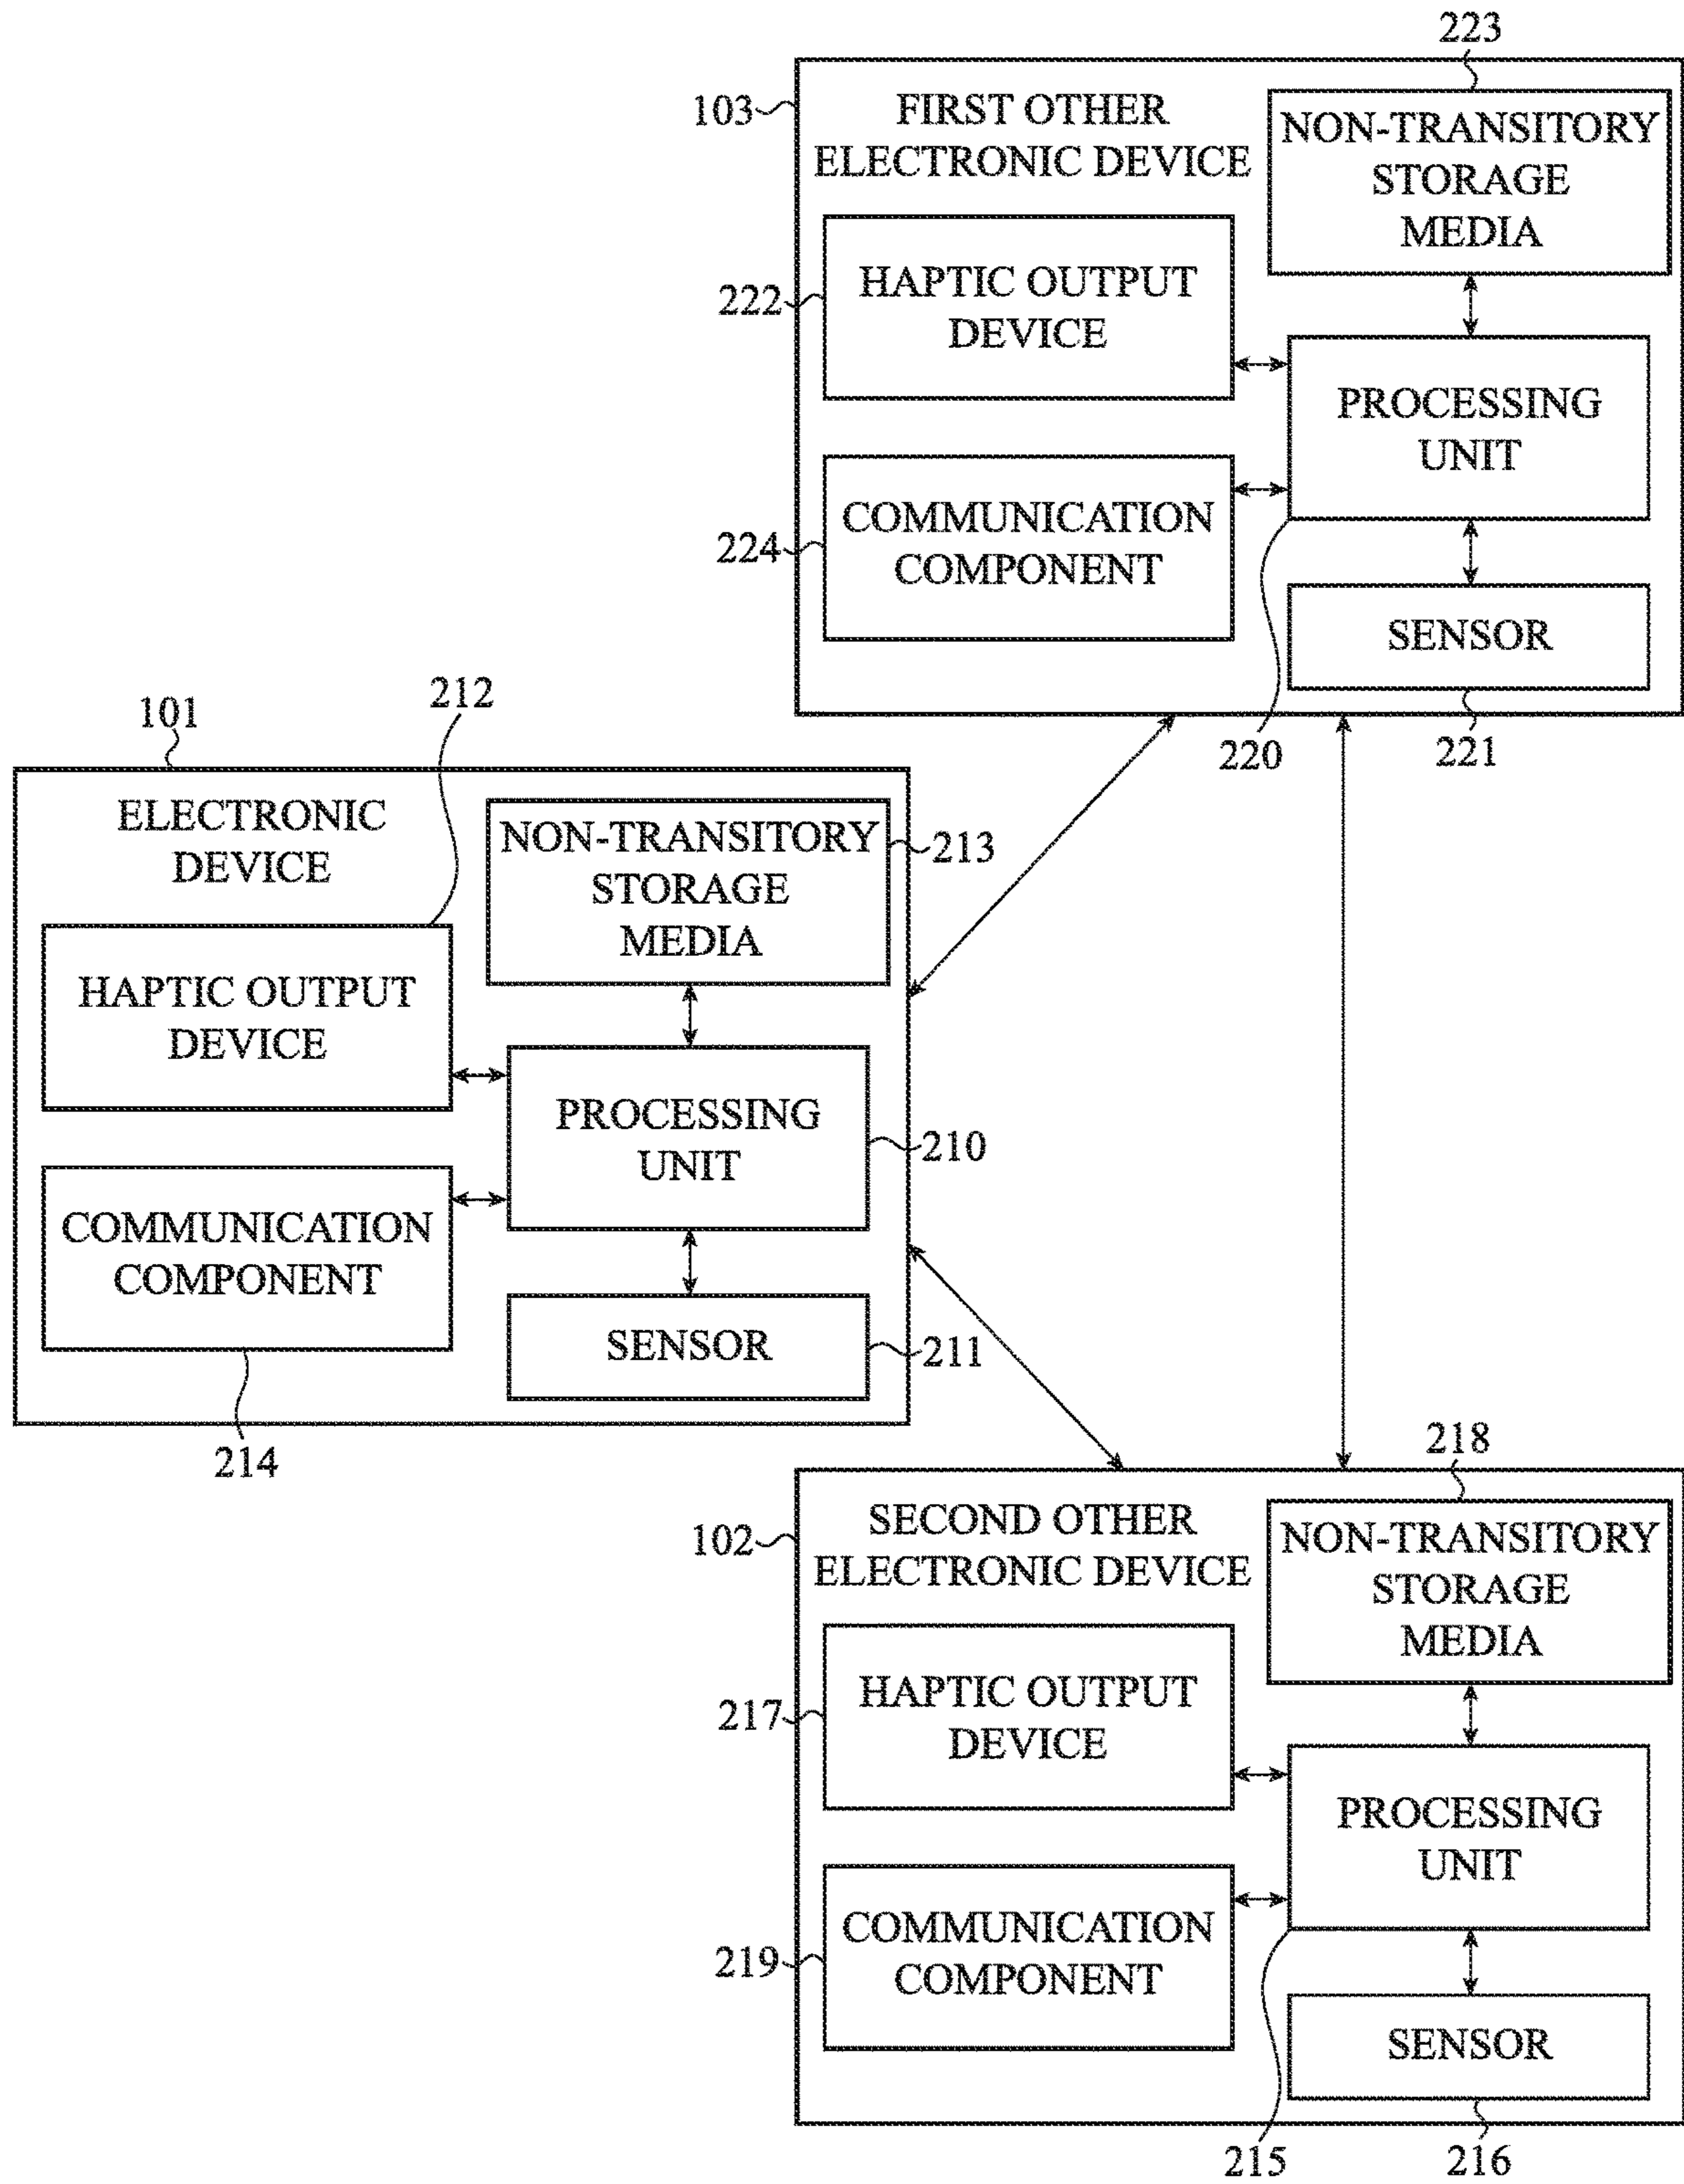 223
103
FIRST OTHER
ELECTRONIC DEVICE
NON-TRANSITORY
STORAGE
MEDIA
222
HAPTIC OUTPUT
DEVICE
PROCESSING
UNIT
224
COMMUNICATION
COMPONENT
SENSOR
220
221
101
212
ELECTRONIC
DEVICE
NON-TRANSITORY
STORAGE
MEDIA
213
HAPTIC OUTPUT
DEVICE
PROCESSING
UNIT
210
COMMUNICATION
COMPONENT
SENSOR
211
214
218
102
SECOND OTHER
ELECTRONIC DEVICE
NON-TRANSITORY
STORAGE
MEDIA
217
HAPTIC OUTPUT
DEVICE
PROCESSING
UNIT
219
COMMUNICATION
COMPONENT
SENSOR
215
216